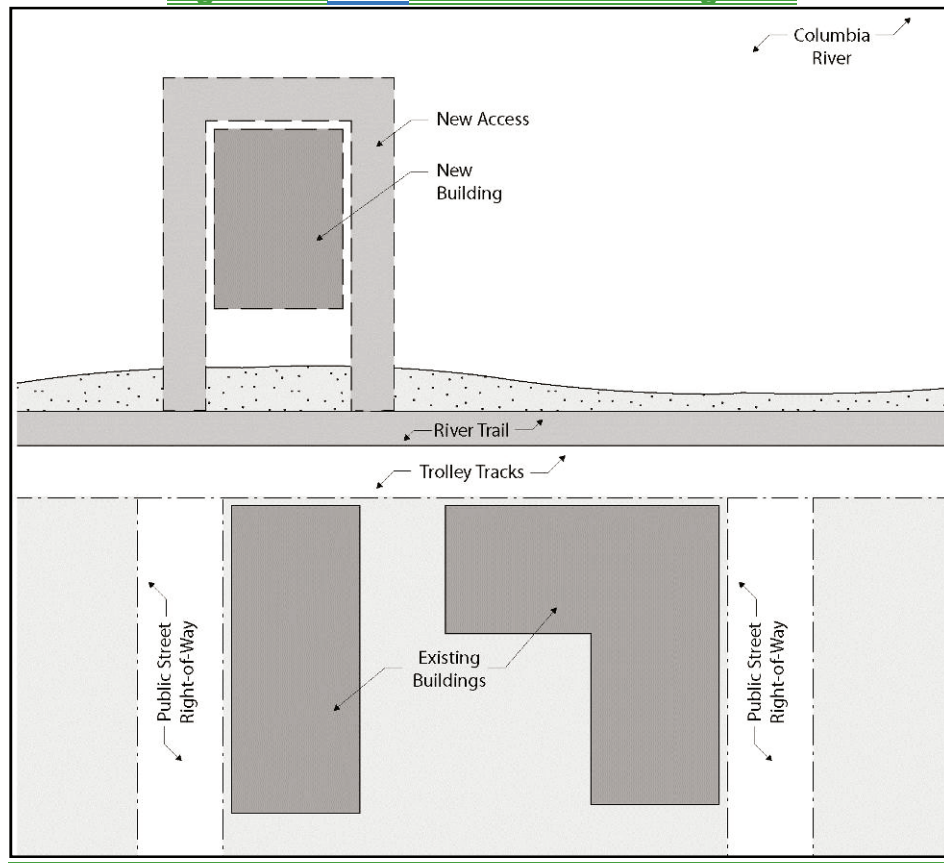 Columbia
River
New Access
New
Building
River Trail
Trolley Tracks
Public Street
Right-of-Way
Existing
Buildings
Public Street
Right-of-Way